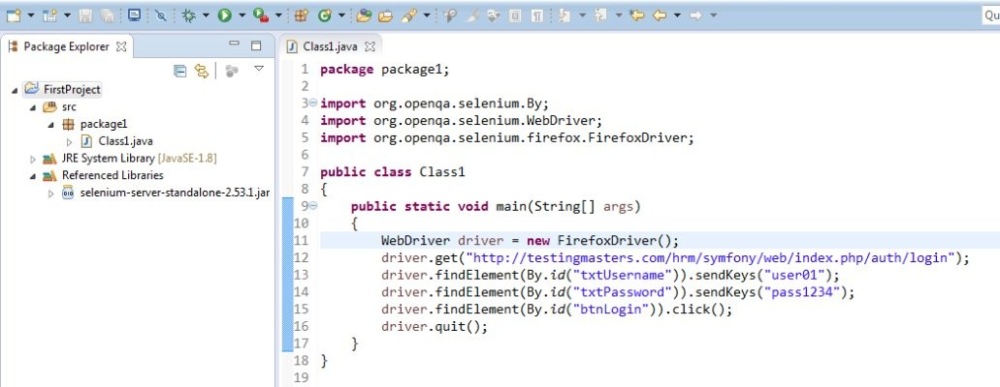 Qu
Package Explorer
FirstProject
src
package1
Class1.java
JRE System Library [JavaSE-1.8]
Referenced Libraries
selenium-server-standalone-2.53.1.jar
Class1.java
1 package package1;
2
3 import org.openqa.selenium.By;
4 import org.openqa.selenium.WebDriver;
5 import org.openqa.selenium.firefox.FirefoxDriver;
6
7 public class Class1
8 {
9 public static void main(String[] args)
10 {
11 WebDriver driver = new FirefoxDriver();
12 driver.get("http://testingmasters.com/hrm/symfony/web/index.php/auth/login");
13 driver.findElement(By.id("txtUsername")).sendKeys("user01");
14 driver.findElement(By.id("txtPassword")).sendKeys("pass1234");
15 driver.findElement(By.id("btnLogin")).click();
16 driver.quit();
17 }
18 }
19